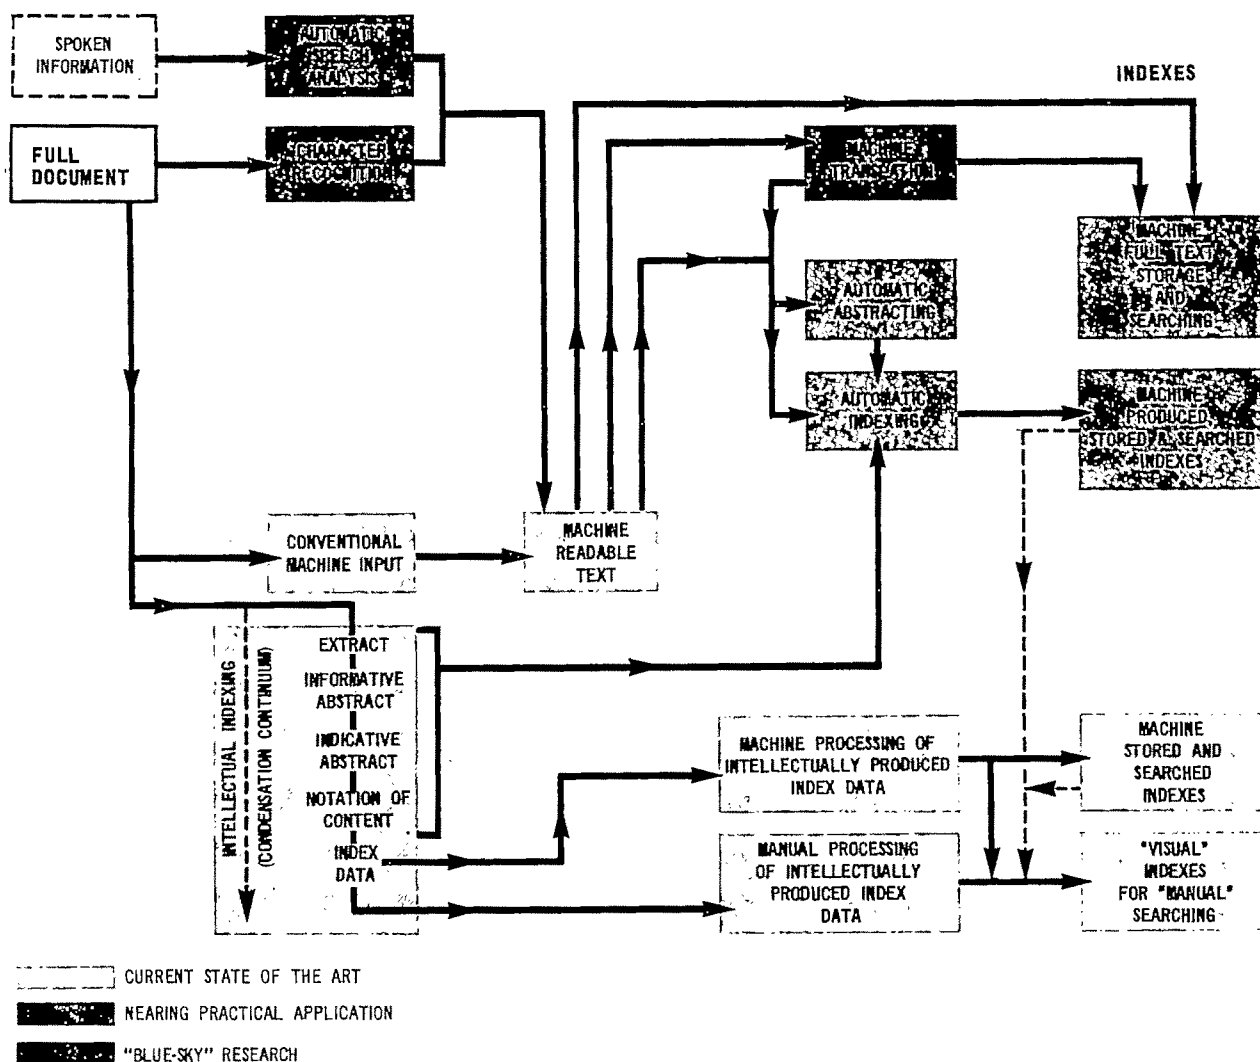 SPOKEN
INFORMATION
AUTOMATIC
SPEECH
ANALYSIS
INDEXES
FULL
DOCUMENT
CHARACTER
RECOGNITION
MACHINE
TRANSLATION
MACHINE
FULL TEXT
STORAGE
AND
SEARCHING
AUTOMATIC
ABSTRACTING
AUTOMATIC
INDEXING
MACHINE
PRODUCED
STORED & SEARCHED
INDEXES
CONVENTIONAL
MACHINE INPUT
MACHINE
READABLE
TEXT
INTELLECTUAL INDEXING
(CONDENSATION CONTINUUM)
EXTRACT
INFORMATIVE
ABSTRACT
INDICATIVE
ABSTRACT
NOTATION OF
CONTENT
INDEX
DATA
MACHINE PROCESSING OF
INTELLECTUALLY PRODUCED
INDEX DATA
MACHINE
STORED AND
SEARCHED
INDEXES
MANUAL PROCESSING
OF INTELLECTUALLY
PRODUCED INDEX
DATA
"VISUAL"
INDEXES
FOR "MANUAL"
SEARCHING
CURRENT STATE OF THE ART
NEARING PRACTICAL APPLICATION
"BLUE-SKY" RESEARCH